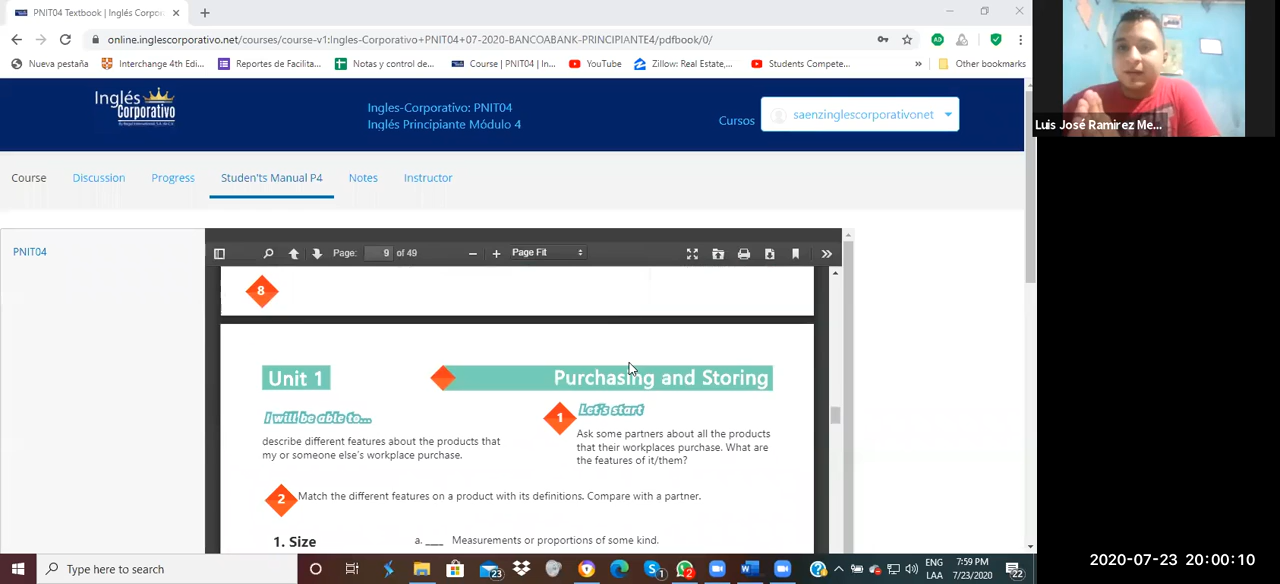 PNIT04 Textbook | Inglés Corpor
online.inglescorporativo.net/courses/course-v1:Ingles-Corporativo+PNIT04+07-2020-BANCOABANK-PRINCIPIANTE4/pdfbook/0/
Nueva pestaña
Interchange 4th Edi...
Reportes de Facilita...
Notas y control de...
Course | PNIT04 | In...
YouTube
Zillow: Real Estate,...
Students Compete...
»
Other bookmarks
Luis José Ramirez Me...
Inglés
Corporativo
Ingles-Corporativo: PNIT04
Inglés Principiante Módulo 4
Cursos
saenzinglescorporativonet
Course
Discussion
Progress
Studen'ts Manual P4
Notes
Instructor
PNIT04
Page: 9 of 49
Page Fit
8
Unit 1
Purchasing and Storing
I will be able to...
describe different features about the products that
my or someone else's workplace purchase.
1
Let's start
Ask some partners about all the products
that their workplaces purchase. What are
the features of it/them?
2
Match the different features on a product with its definitions. Compare with a partner.
1. Size
a. ____ Measurements or proportions of some kind.
Type here to search
23
1
2
ENG
LAA
7:59 PM
7/23/2020
22
2020-07-23 20:00:10